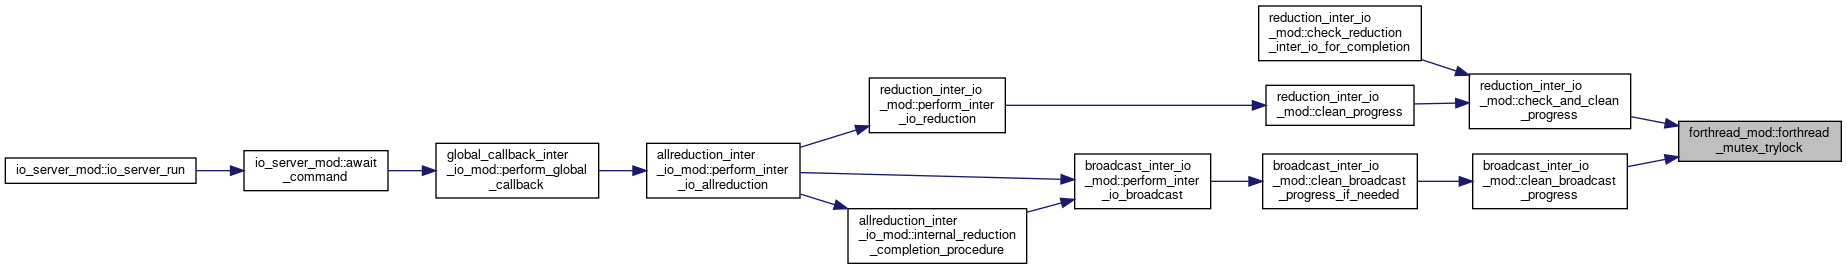 io_server_mod::io_server_run
io_server_mod::await
_command
global_callback_inter
_io_mod::perform_global
_callback
allreduction_inter
_io_mod::perform_inter
_io_allreduction
reduction_inter_io
_mod::perform_inter
_io_reduction
allreduction_inter
_io_mod::internal_reduction
_completion_procedure
broadcast_inter_io
_mod::perform_inter
_io_broadcast
reduction_inter_io
_mod::check_reduction
_inter_io_for_completion
reduction_inter_io
_mod::clean_progress
broadcast_inter_io
_mod::clean_broadcast
_progress_if_needed
reduction_inter_io
_mod::check_and_clean
_progress
broadcast_inter_io
_mod::clean_broadcast
_progress
forthread_mod::forthread
_mutex_trylock